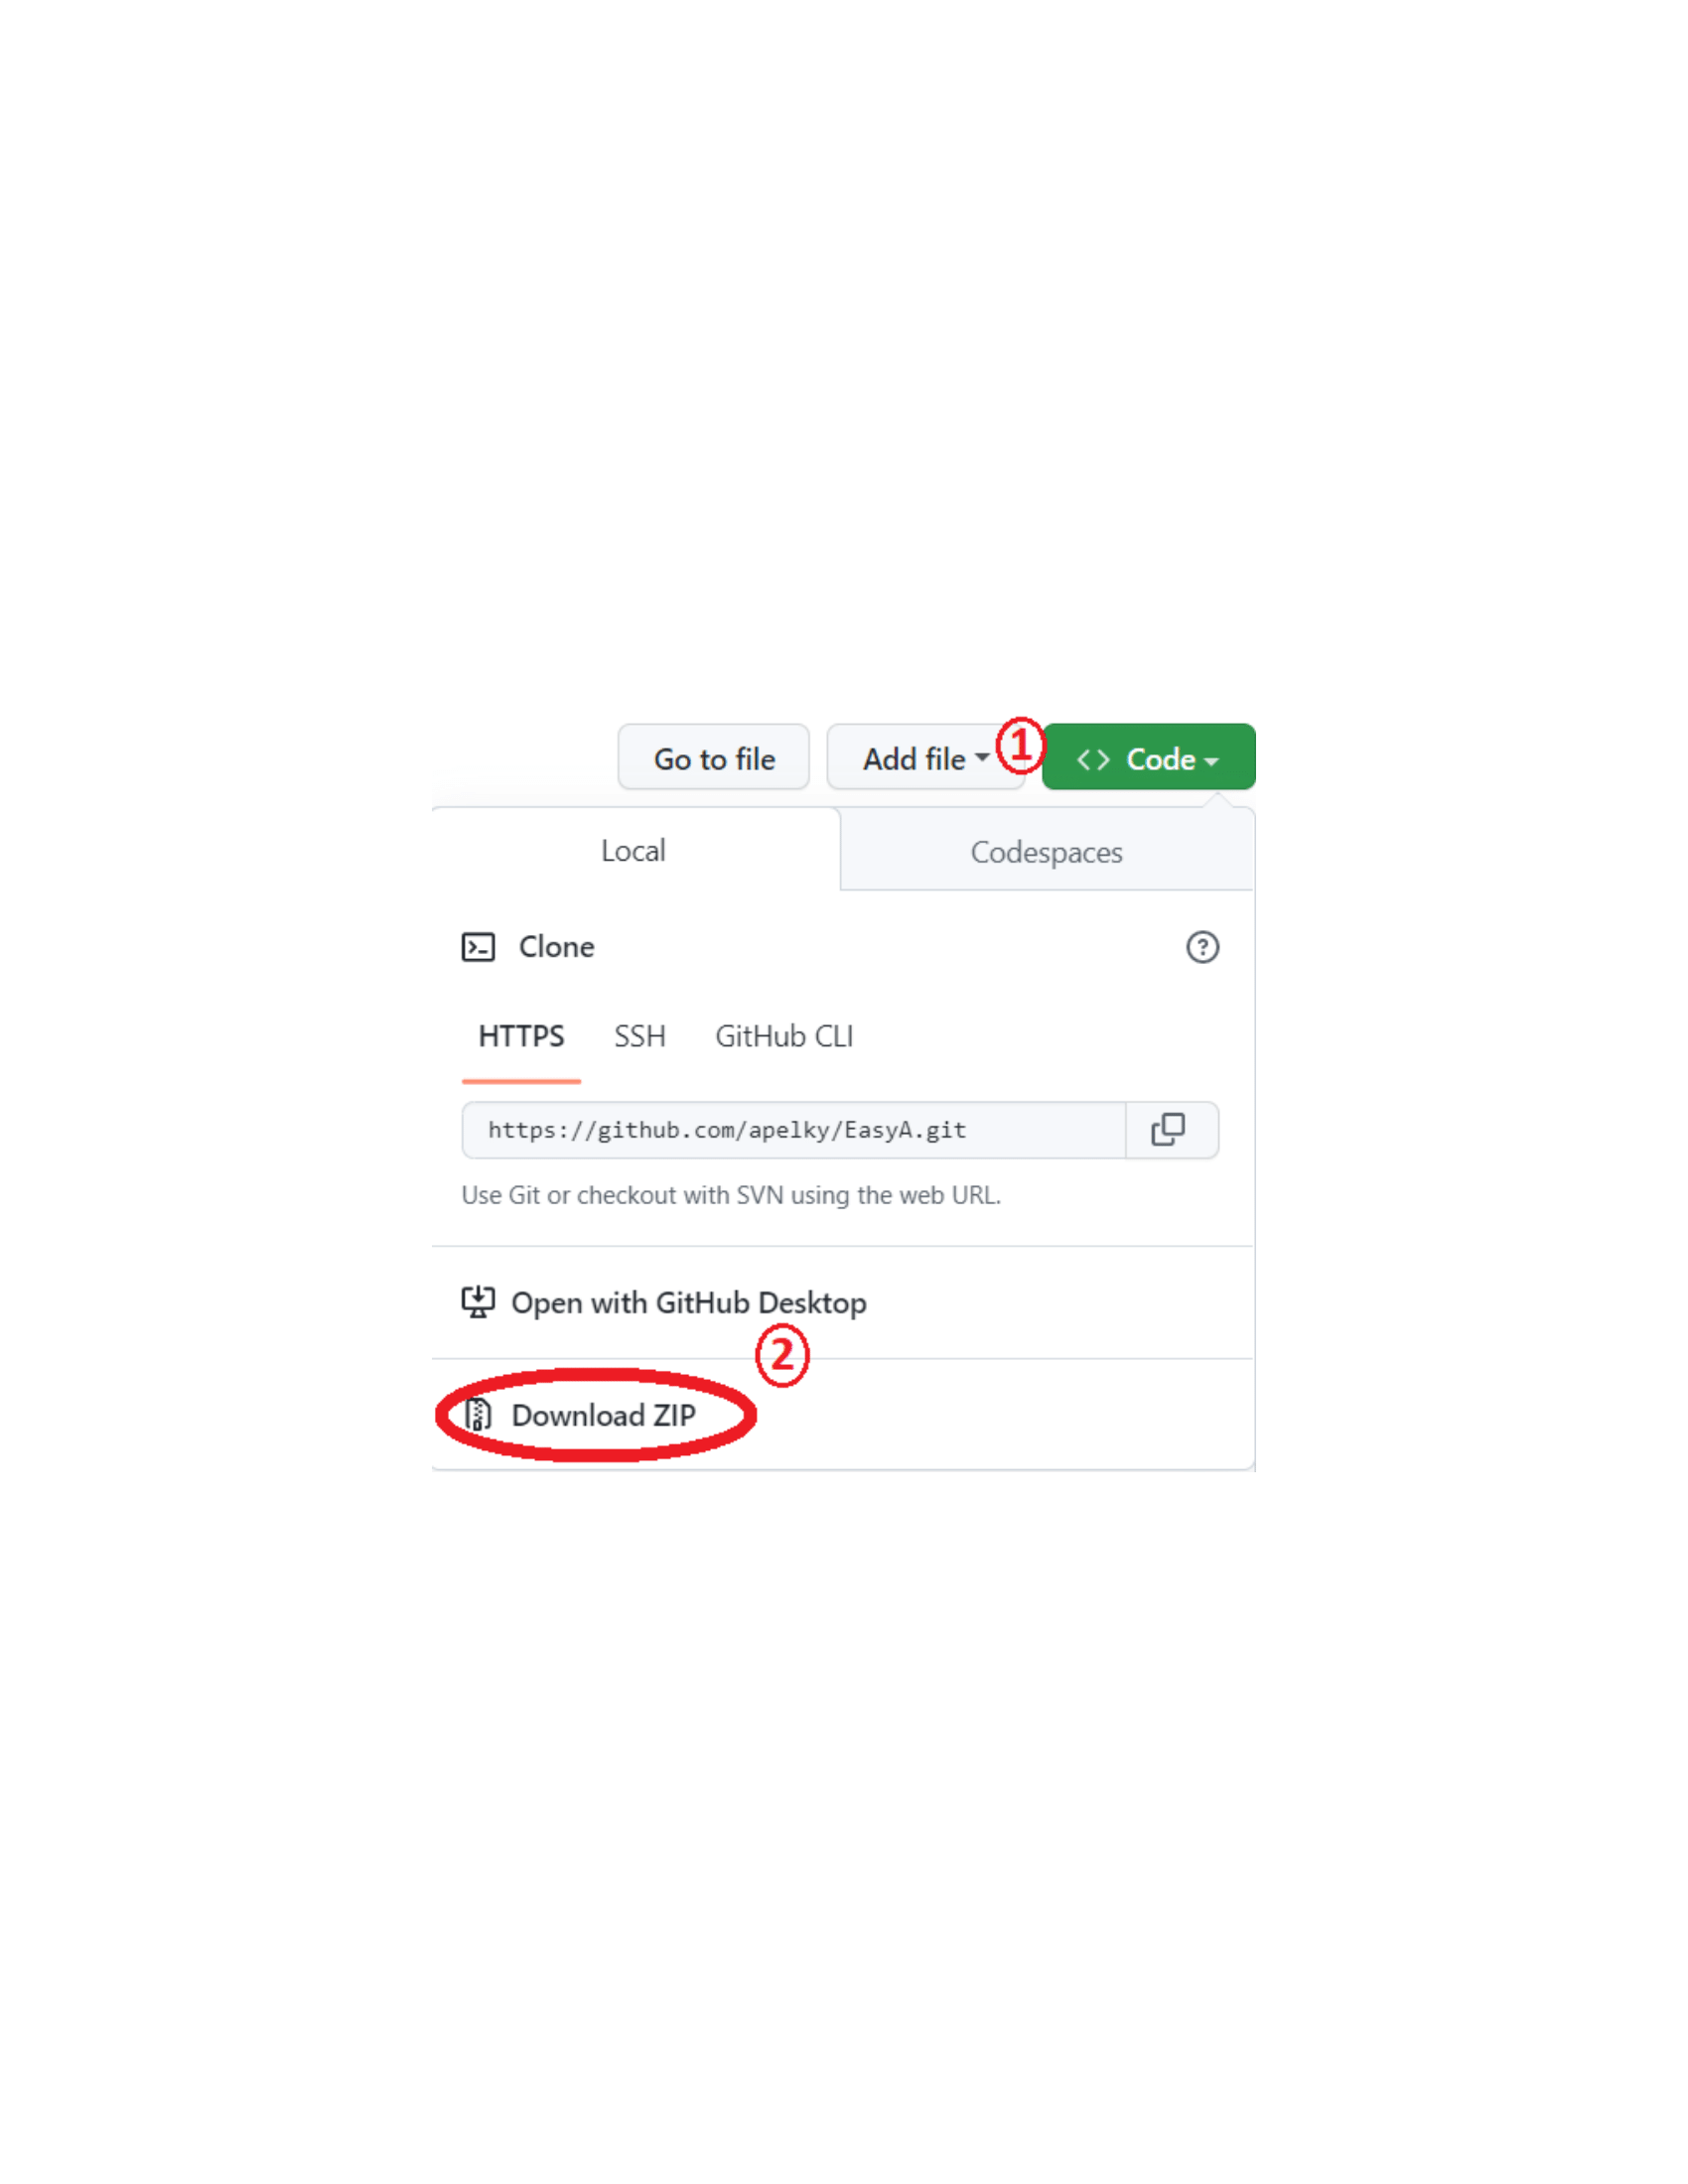 Go to file Add file 1 <> Code
Local Codespaces
Clone
HTTPS SSH GitHub CLI
https://github.com/apelky/EasyA.git
Use Git or checkout with SVN using the web URL.
Open with GitHub Desktop
2
Download ZIP